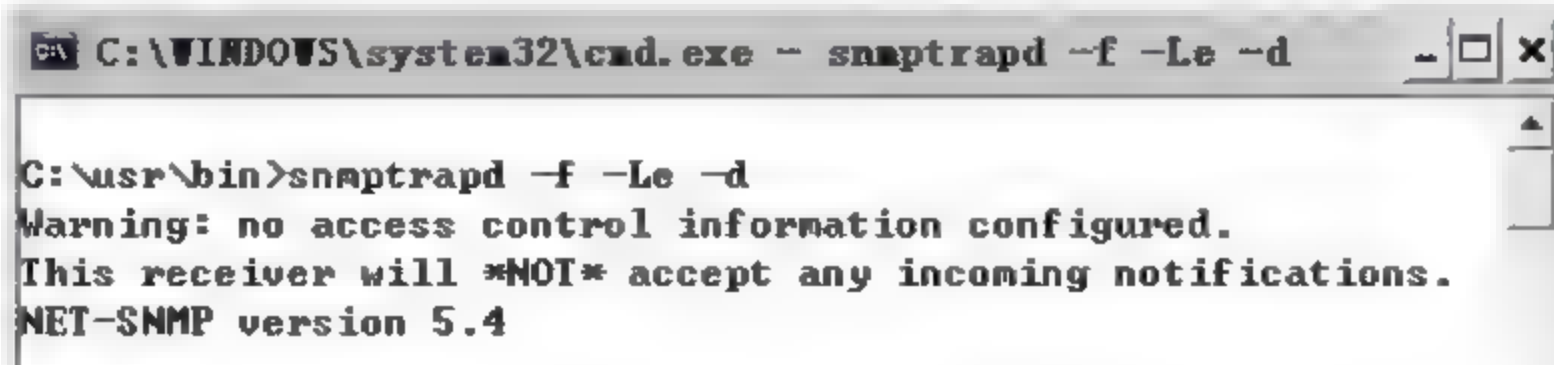 C:\WINDOWS\system32\cmd.exe - snmptrapd -f -Le -d
C:\usr\bin>snmptrapd -f -Le -d
Warning: no access control information configured.
This receiver will *NOT* accept any incoming notifications.
NET-SNMP version 5.4